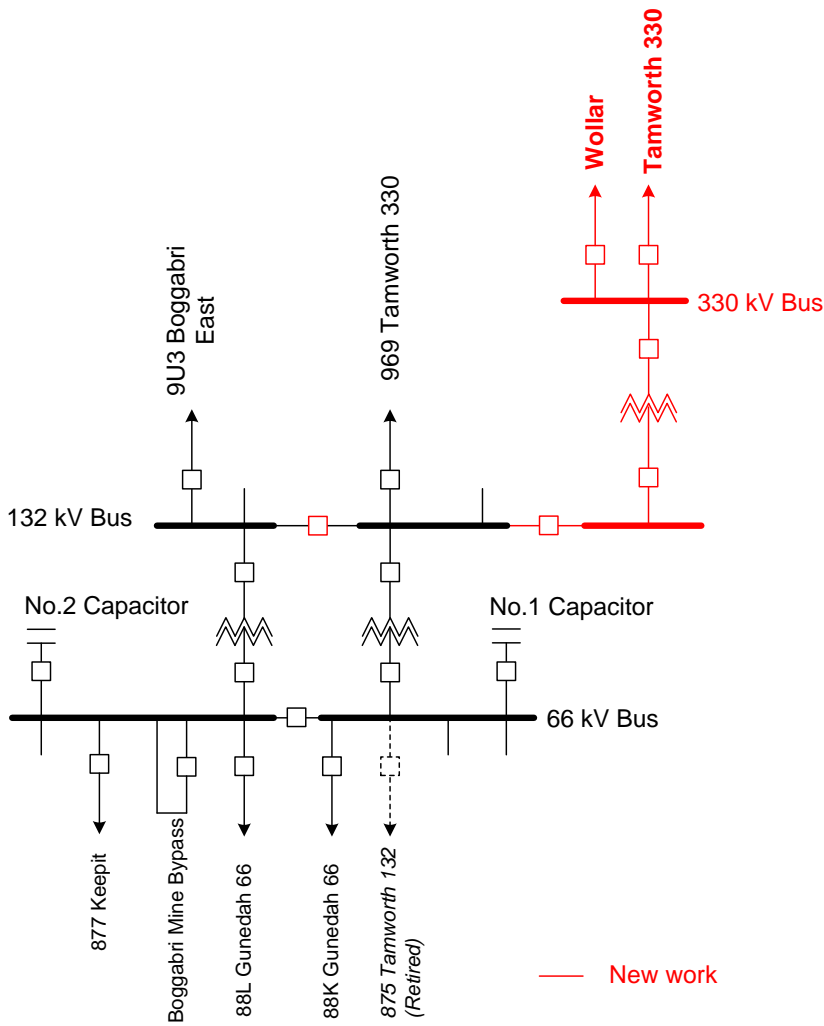 Wollar
Tamworth 330
330 kV Bus
9U3 Boggabri
East
969 Tamworth 330
132 kV Bus
No.2 Capacitor
No.1 Capacitor
66 kV Bus
877 Keepit
Boggabri Mine Bypass
88L Gunedah 66
88K Gunedah 66
875 Tamworth 132
(Retired)
New work